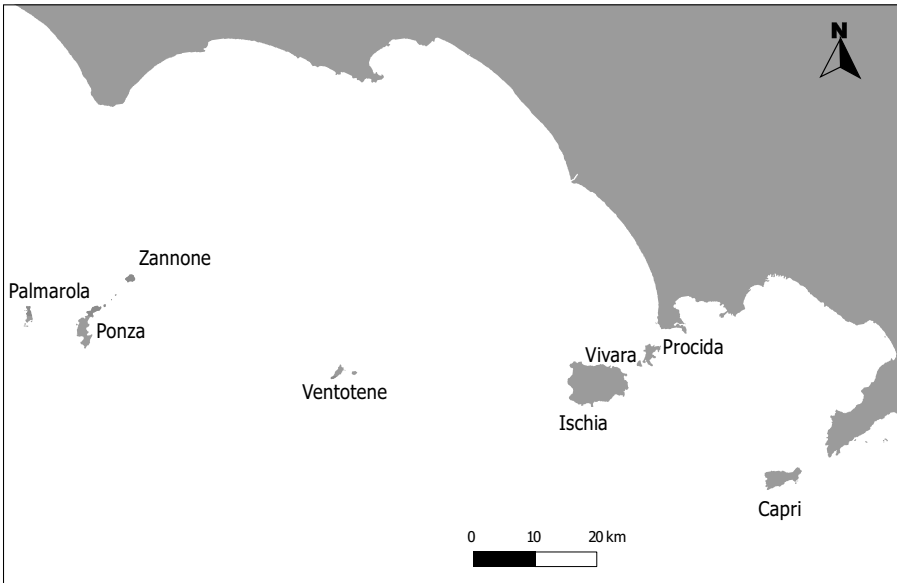 N
Zannone
Palmarola
Ponza
Vivara
Procida
Ventotene
Ischia
Capri
0 10 20 km